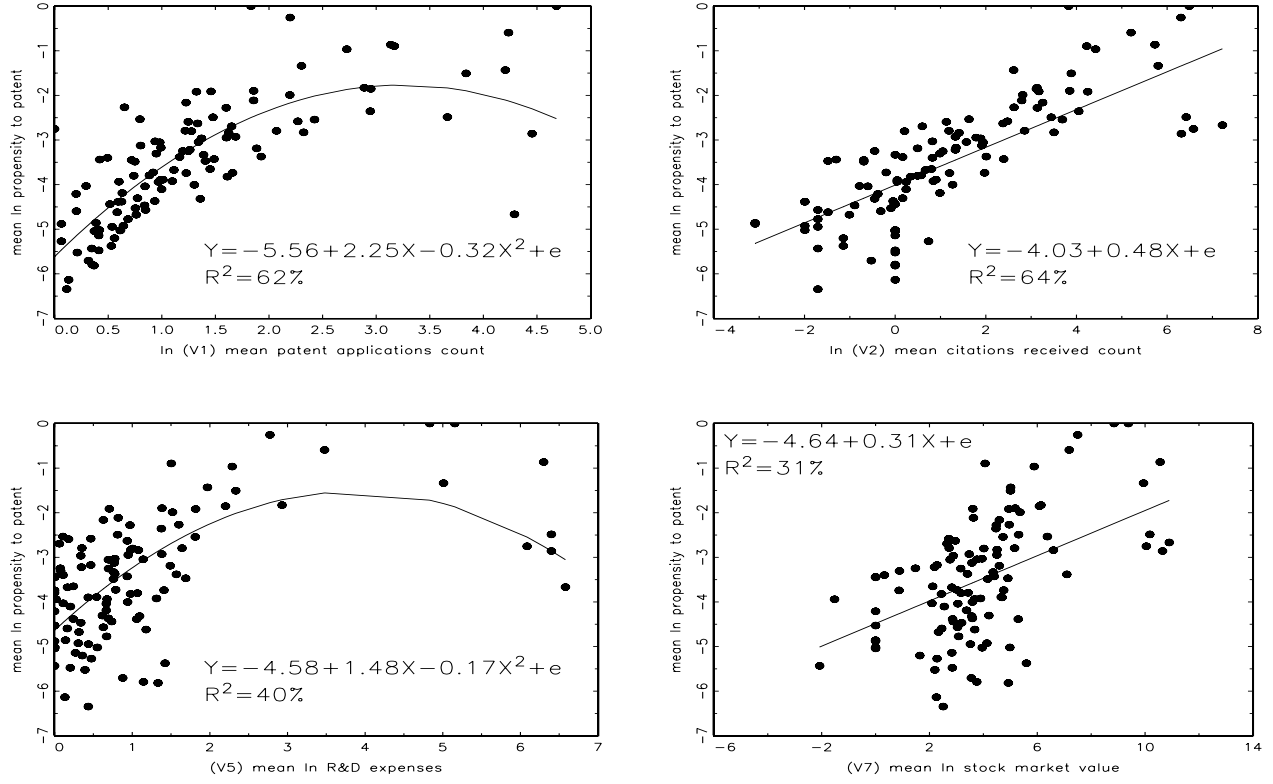 mean ln propensity to patent
0
-1
-2
-3
-4
-5
-6
-7
Y=-5.56+2.25X-0.32X²+e
R²=62%
0.0 0.5 1.0 1.5 2.0 2.5 3.0 3.5 4.0 4.5 5.0
ln (V1) mean patent applications count
mean ln propensity to patent
0
-1
-2
-3
-4
-5
-6
-7
Y=-4.03+0.48X+e
R²=64%
-4 -2 0 2 4 6 8
ln (V2) mean citations received count
mean ln propensity to patent
0
-1
-2
-3
-4
-5
-6
-7
Y=-4.58+1.48X-0.17X²+e
R²=40%
0 1 2 3 4 5 6 7
(V5) mean ln R&D expenses
mean ln propensity to patent
0
-1
-2
-3
-4
-5
-6
-7
Y=-4.64+0.31X+e
R²=31%
-6 -2 2 6 10 14
(V7) mean ln stock market value